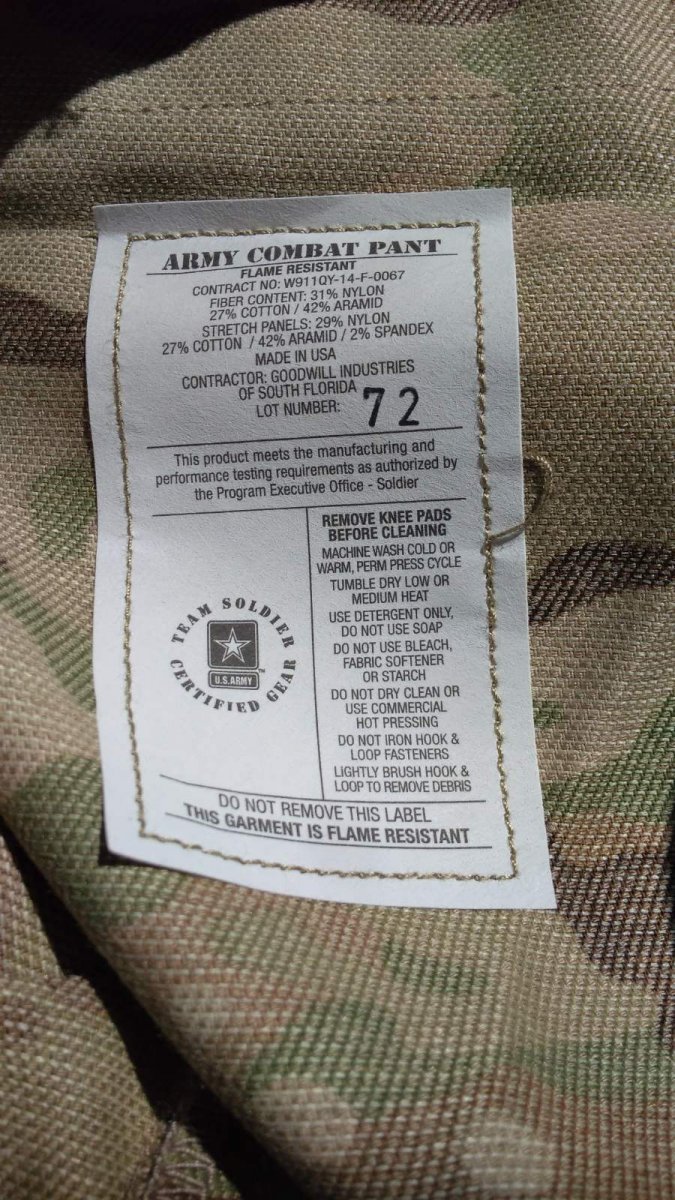 ARMY COMBAT PANT
FLAME RESISTANT
CONTRACT NO: W911QY-14-F-0067
FIBER CONTENT: 31% NYLON
27% COTTON / 42% ARAMID
STRETCH PANELS: 29% NYLON
27% COTTON / 42% ARAMID / 2% SPANDEX
MADE IN USA
CONTRACTOR: GOODWILL INDUSTRIES
OF SOUTH FLORIDA
LOT NUMBER: 72
This product meets the manufacturing and
performance testing requirements as authorized by
the Program Executive Office - Soldier
TEAM SOLDIER
U.S.ARMY
™
CERTIFIED GEAR
REMOVE KNEE PADS
BEFORE CLEANING
MACHINE WASH COLD OR
WARM, PERM PRESS CYCLE
TUMBLE DRY LOW OR
MEDIUM HEAT
USE DETERGENT ONLY,
DO NOT USE SOAP
DO NOT USE BLEACH,
FABRIC SOFTENER
OR STARCH
DO NOT DRY CLEAN OR
USE COMMERCIAL
HOT PRESSING
DO NOT IRON HOOK &
LOOP FASTENERS
LIGHTLY BRUSH HOOK &
LOOP TO REMOVE DEBRIS
DO NOT REMOVE THIS LABEL
THIS GARMENT IS FLAME RESISTANT